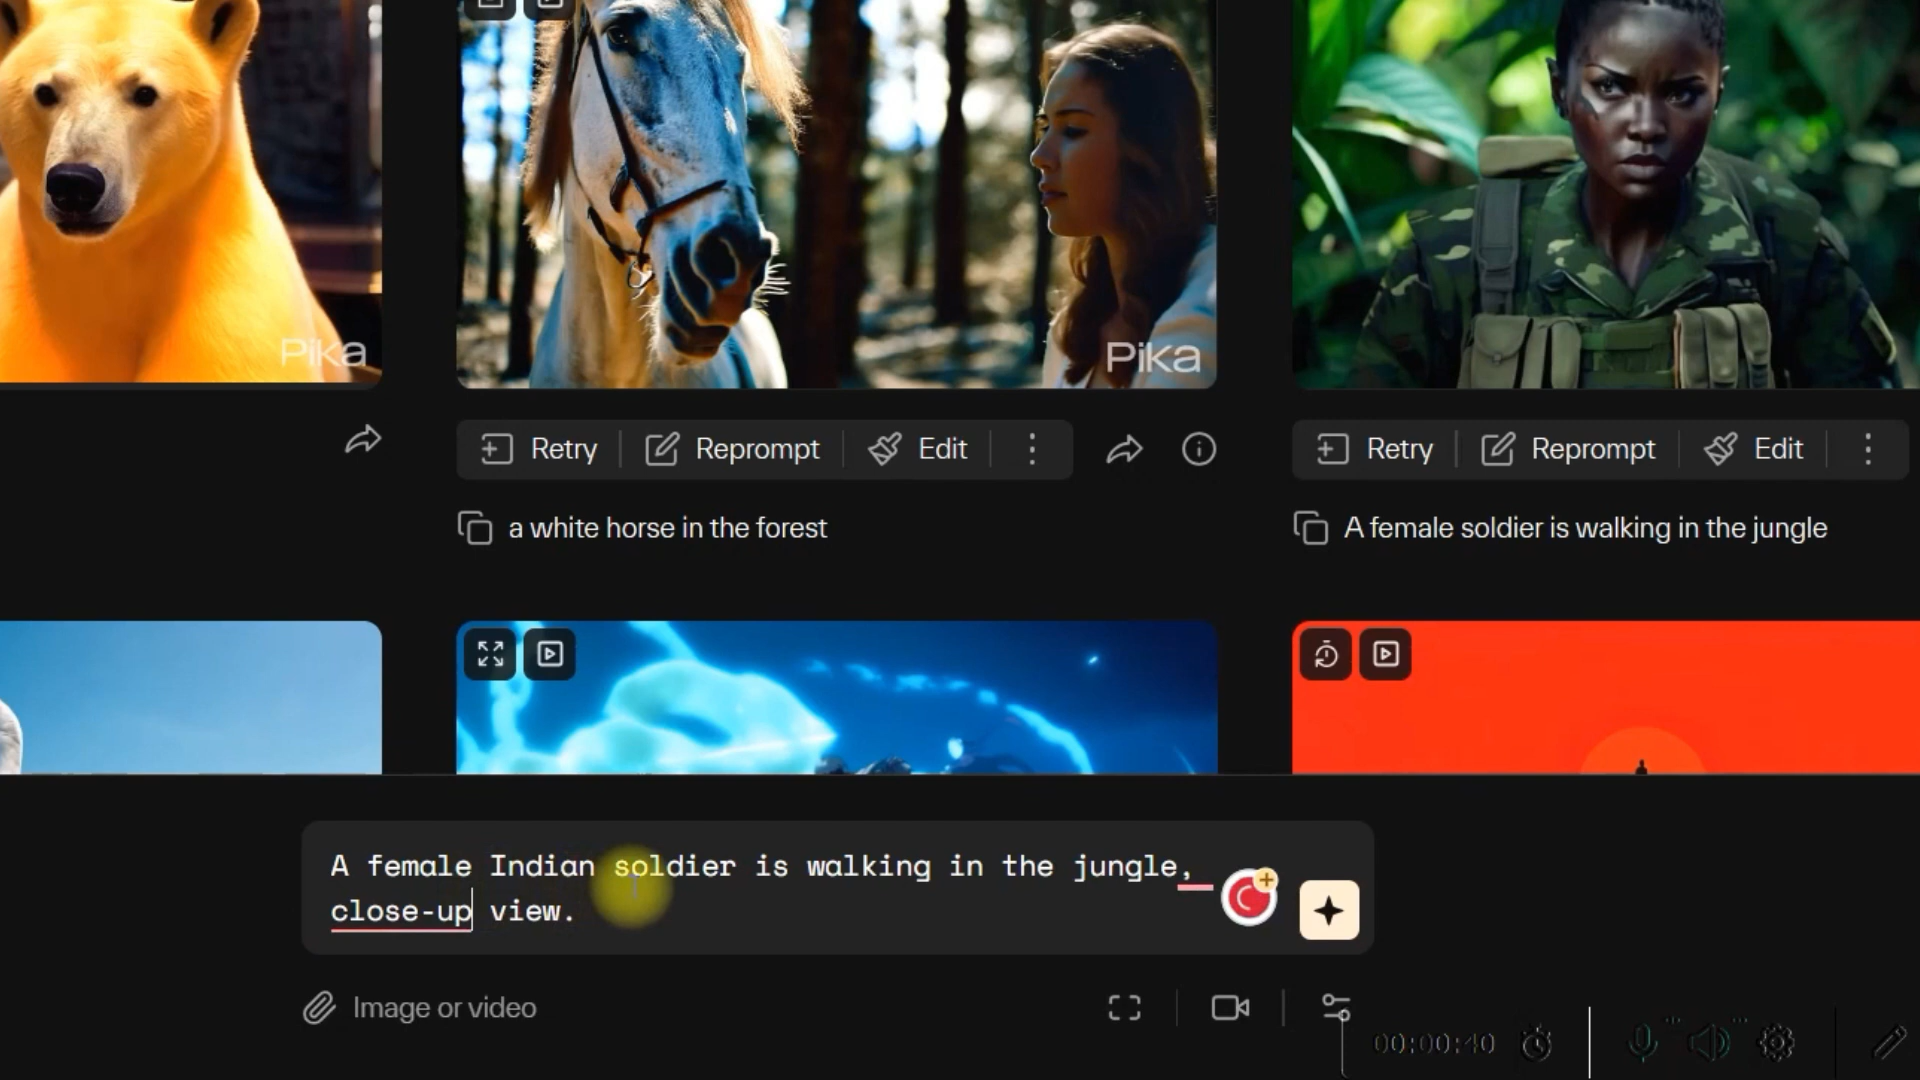 Pika
Pika
Retry Reprompt Edit
Retry Reprompt Edit
a white horse in the forest
A female soldier is walking in the jungle
A female Indian soldier is walking in the jungle,
close-up view.
Image or video
00:00:40